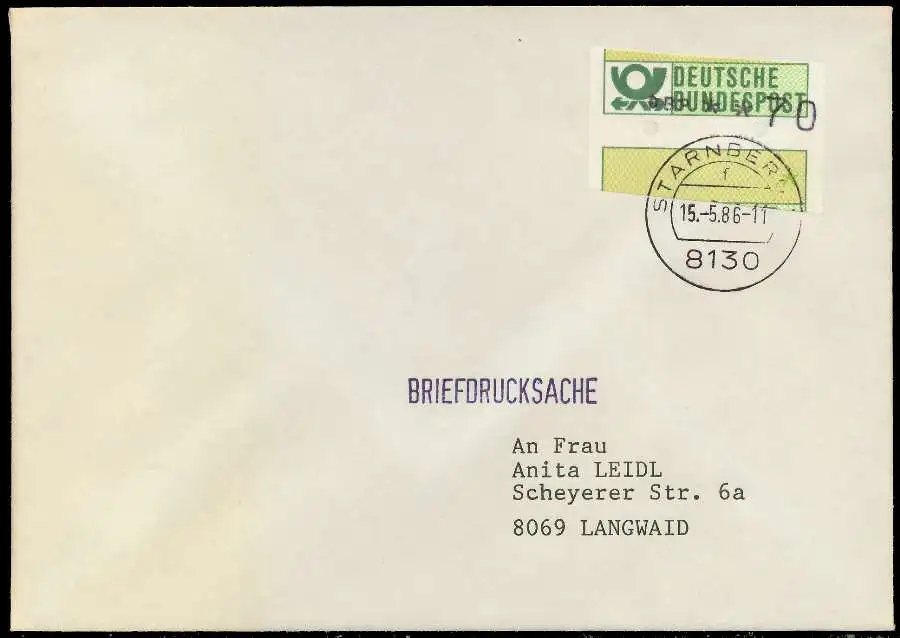 DEUTSCHE
BUNDESPOST
DBP * * 70
STARNBERG
f
15.-5.86-11
8130
BRIEFDRUCKSACHE
An Frau
Anita LEIDL
Scheyerer Str. 6a
8069 LANGWAID